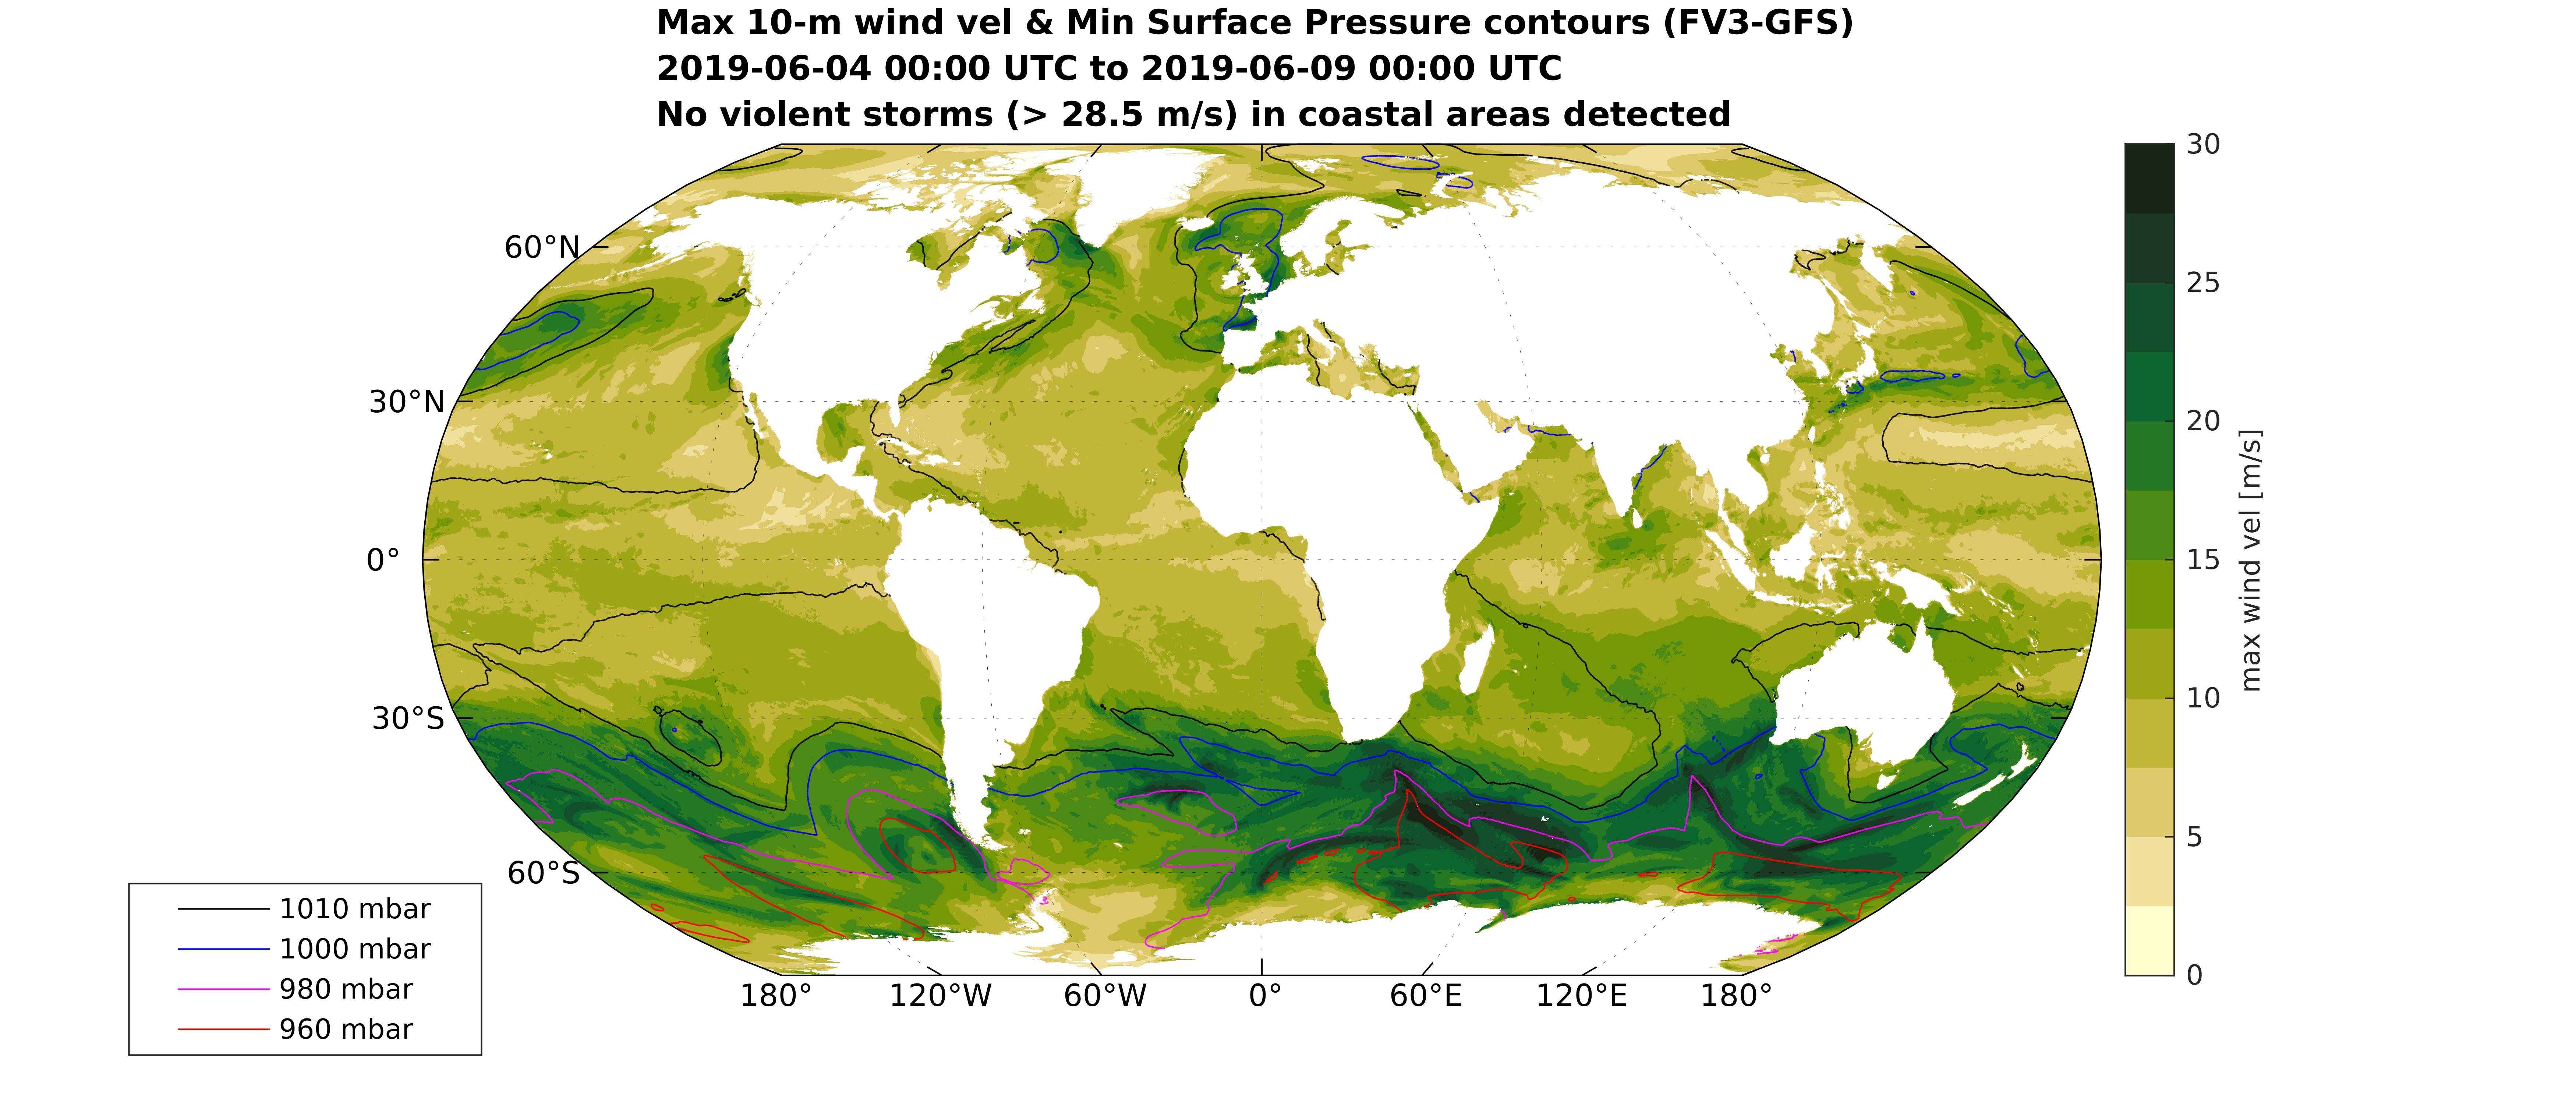 Max 10-m wind vel & Min Surface Pressure contours (FV3-GFS)
2019-06-04 00:00 UTC to 2019-06-09 00:00 UTC
No violent storms (> 28.5 m/s) in coastal areas detected
60°N
30°N
0°
30°S
60°S
180°
120°W
60°W
0°
60°E
120°E
180°
1010 mbar
1000 mbar
980 mbar
960 mbar
30
25
20
15
10
5
0
max wind vel [m/s]